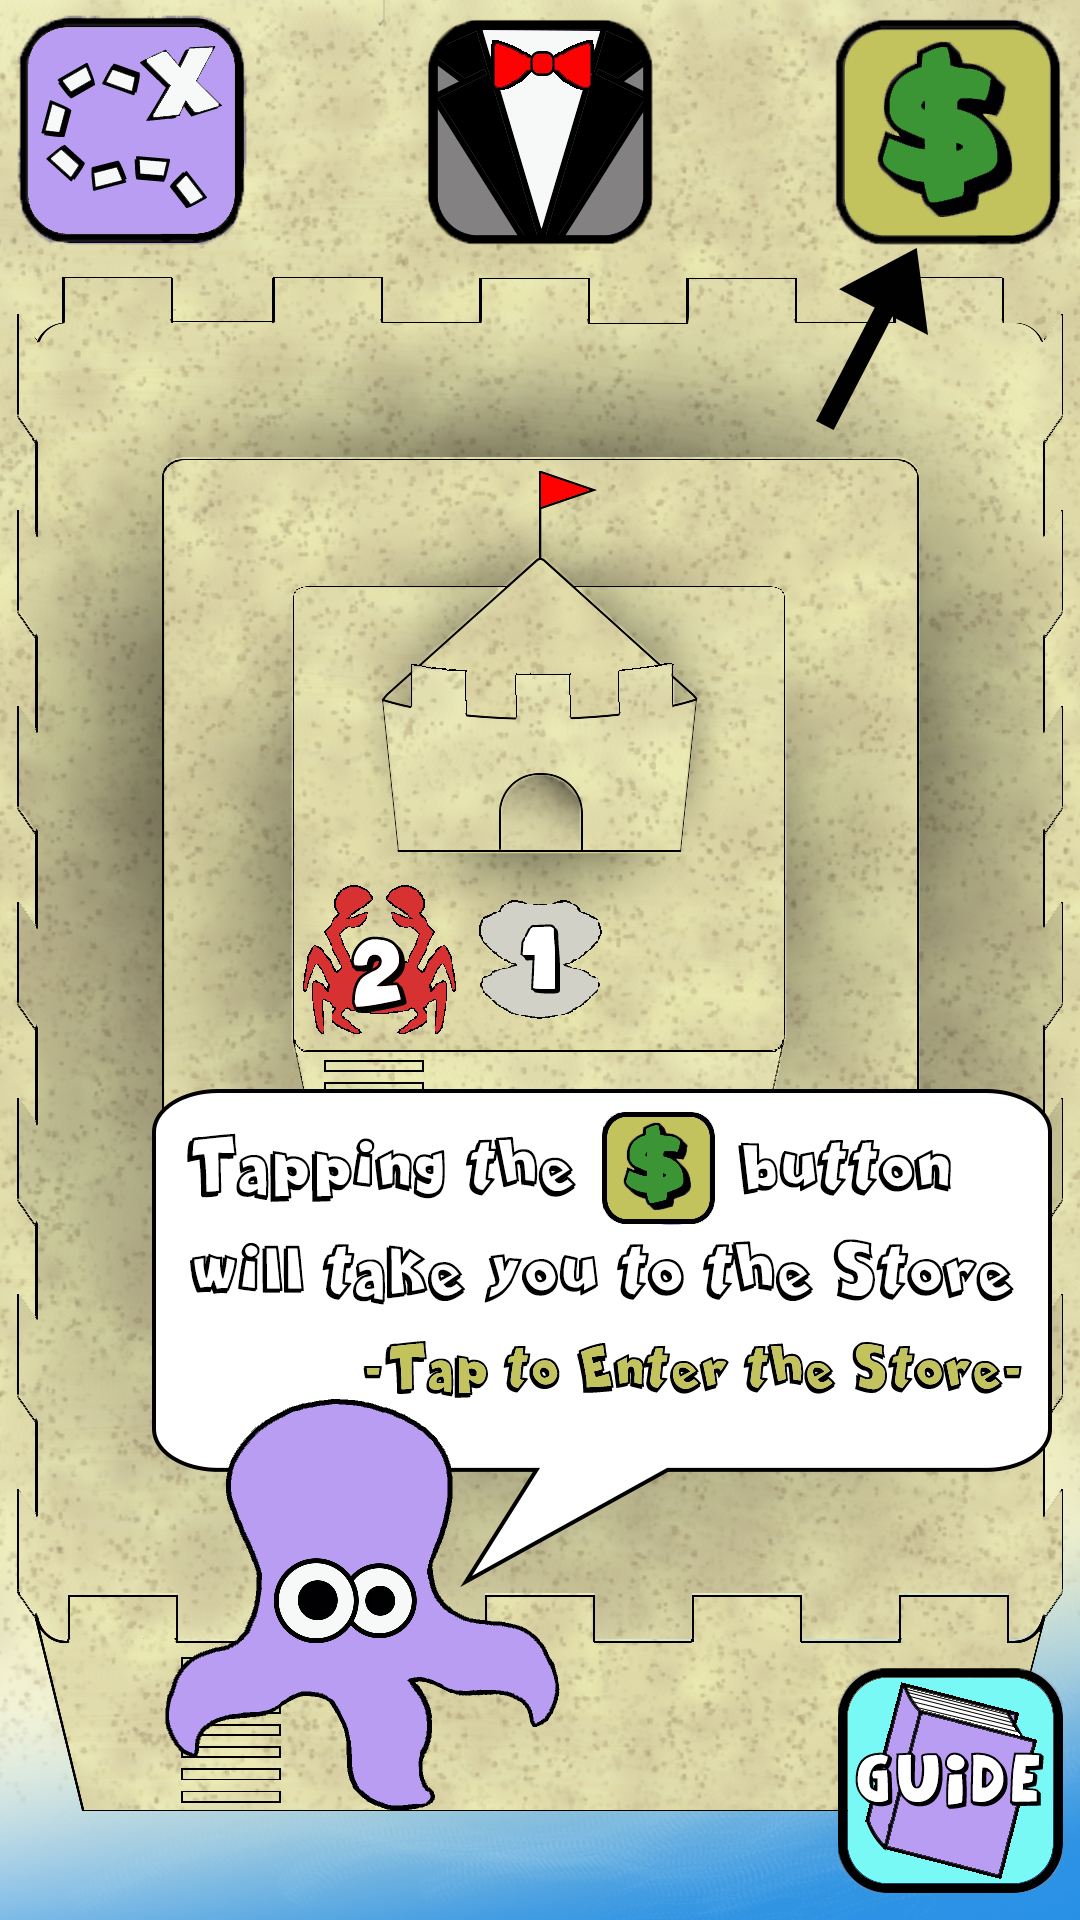 X
$
2
1
Tapping the $ button
will take you to the Store
-Tap to Enter the Store-
GUiDE